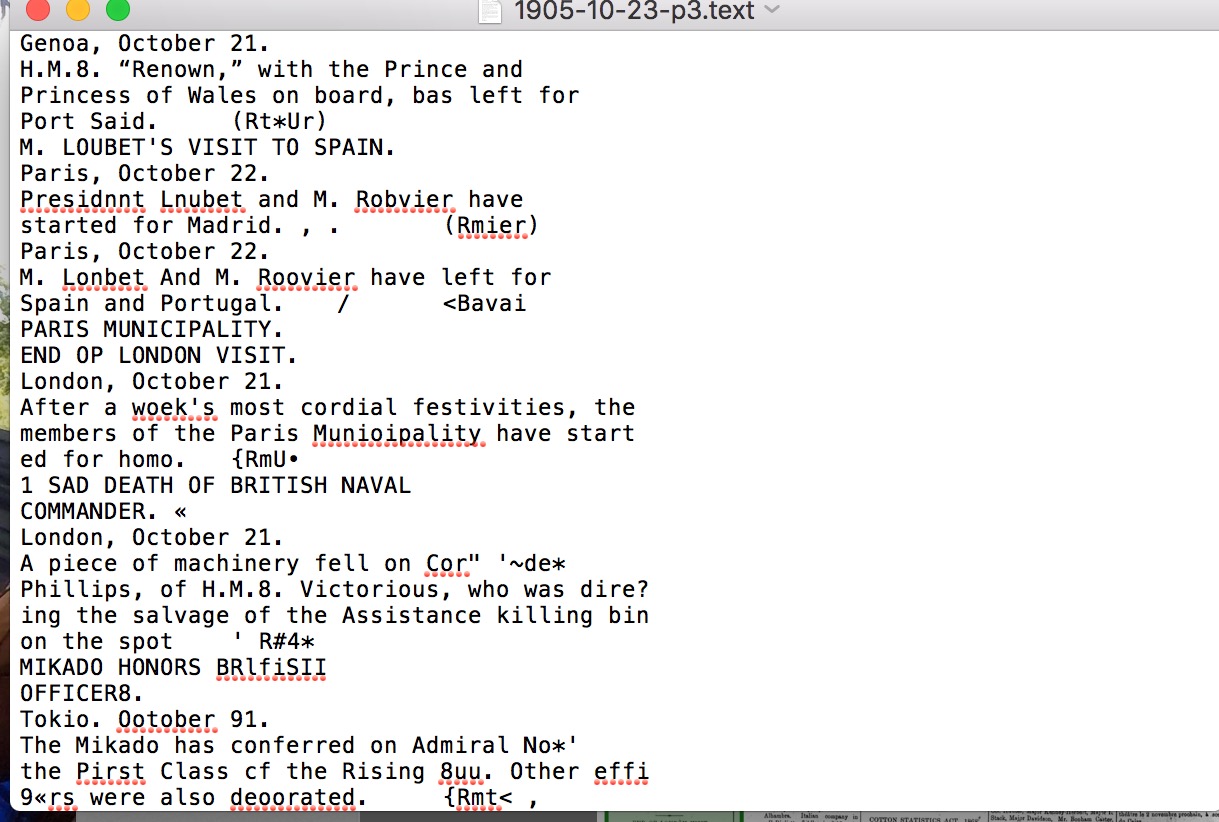 1905-10-23-p3.text
Genoa, October 21.
H.M.8. “Renown,” with the Prince and
Princess of Wales on board, bas left for
Port Said. (Rt*Ur)
M. LOUBET'S VISIT TO SPAIN.
Paris, October 22.
Presidnnt Lnubet and M. Robvier have
started for Madrid. , . (Rmier)
Paris, October 22.
M. Lonbet And M. Roovier have left for
Spain and Portugal. / <Bavai
PARIS MUNICIPALITY.
END OP LONDON VISIT.
London, October 21.
After a woek's most cordial festivities, the
members of the Paris Munioipality have start
ed for homo. {RmU•
1 SAD DEATH OF BRITISH NAVAL
COMMANDER. «
London, October 21.
A piece of machinery fell on Cor" '~de*
Phillips, of H.M.8. Victorious, who was dire?
ing the salvage of the Assistance killing bin
on the spot ' R#4*
MIKADO HONORS BRlfiSII
OFFICER8.
Tokio. Ootober 91.
The Mikado has conferred on Admiral No*'
the Pirst Class cf the Rising 8uu. Other effi
9«rs were also deoorated. {Rmt< ,
COTTON STATISTICS ACT